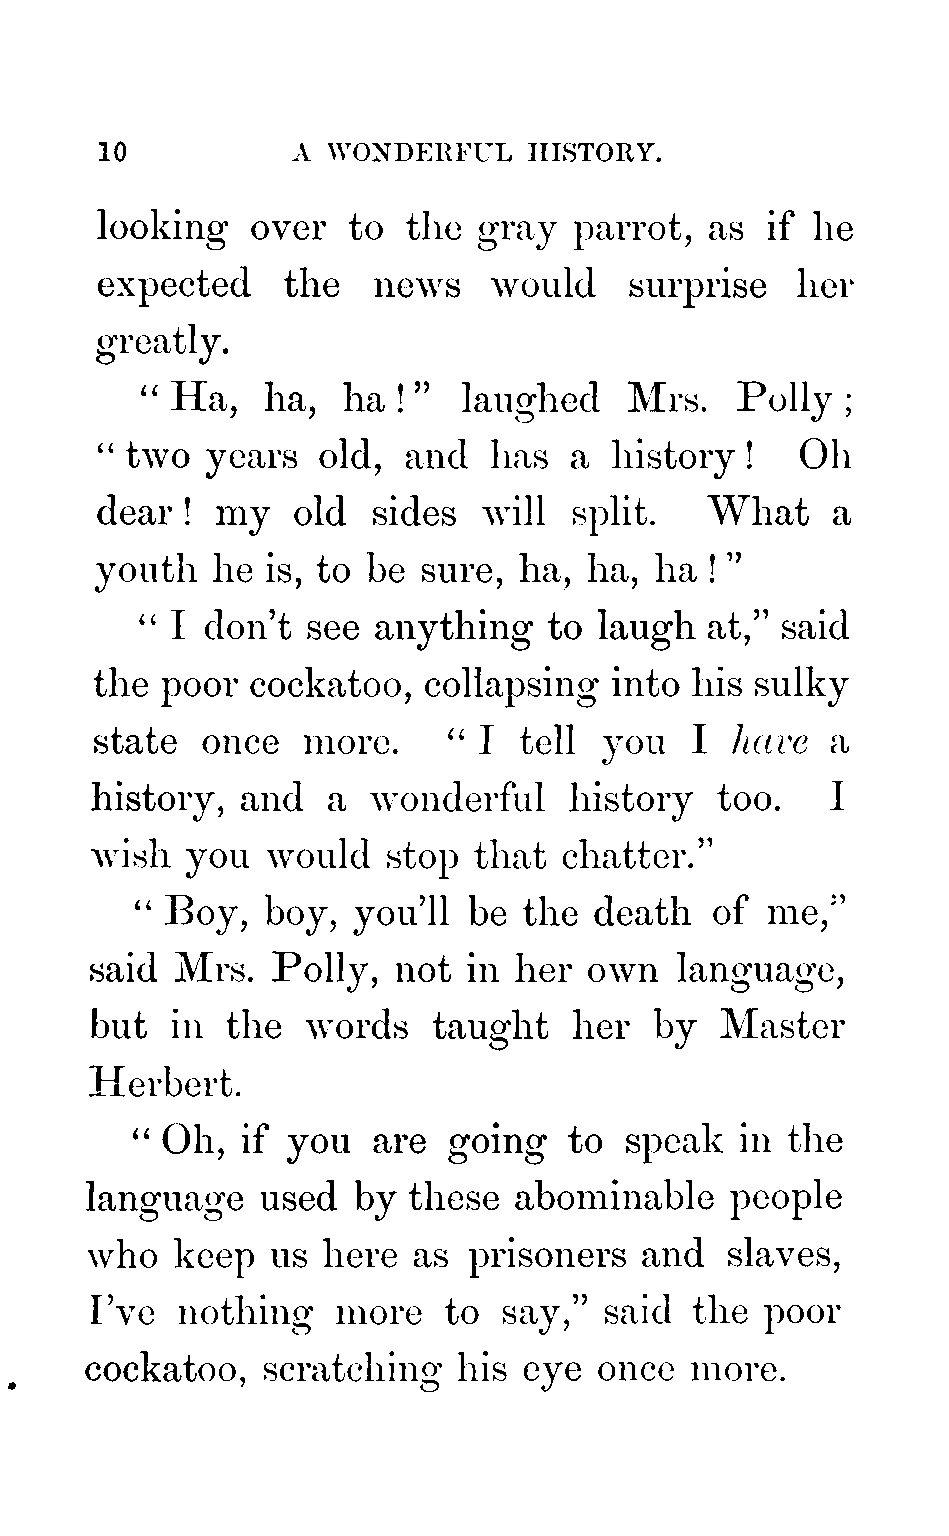 10 A WONDERFUL HISTORY.
looking over to the gray parrot, as if he
expected the news would surprise her
greatly.
“ Ha, ha, ha ! ” laughed Mrs. Polly ;
“ two years old, and has a history ! Oh
dear ! my old sides will split. What a
youth he is, to be sure, ha, ha, ha ! ”
“ I don’t see anything to laugh at,” said
the poor cockatoo, collapsing into his sulky
state once more. “ I tell you I have a
history, and a wonderful history too. I
wish you would stop that chatter.”
“ Boy, boy, you’ll be the death of me,”
said Mrs. Polly, not in her own language,
but in the words taught her by Master
Herbert.
“ Oh, if you are going to speak in the
language used by these abominable people
who keep us here as prisoners and slaves,
I’ve nothing more to say,” said the poor
cockatoo, scratching his eye once more.